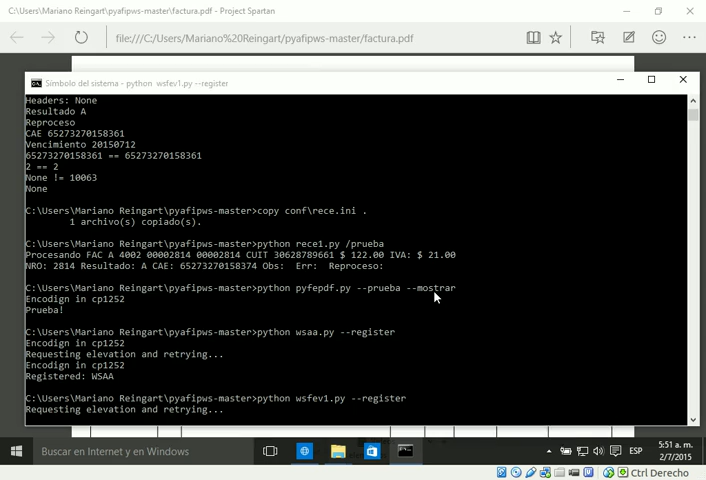 C:\Users\Mariano Reingart\pyafipws-master\factura.pdf - Project Spartan
file:///C:/Users/Mariano%20Reingart/pyafipws-master/factura.pdf
Símbolo del sistema - python wsfev1.py --register
Headers: None
Resultado A
Reproceso
CAE 65273270158361
Vencimiento 20150712
65273270158361 == 65273270158361
2 == 2
None != 10063
None
C:\Users\Mariano Reingart\pyafipws-master>copy conf\rece.ini .
1 archivo(s) copiado(s).
C:\Users\Mariano Reingart\pyafipws-master>python rece1.py /prueba
Procesando FAC A 4002 00002814 00002814 CUIT 30628789661 $ 122.00 IVA: $ 21.00
NRO: 2814 Resultado: A CAE: 65273270158374 Obs: Err: Reproceso:
C:\Users\Mariano Reingart\pyafipws-master>python pyfepdf.py --prueba --mostrar
Encodign in cp1252
Prueba!
C:\Users\Mariano Reingart\pyafipws-master>python wsaa.py --register
Encodign in cp1252
Requesting elevation and retrying...
Encodign in cp1252
Registered: WSAA
C:\Users\Mariano Reingart\pyafipws-master>python wsfev1.py --register
Requesting elevation and retrying...
Buscar en Internet y en Windows
ESP
5:51 a. m.
2/7/2015
Ctrl Derecho